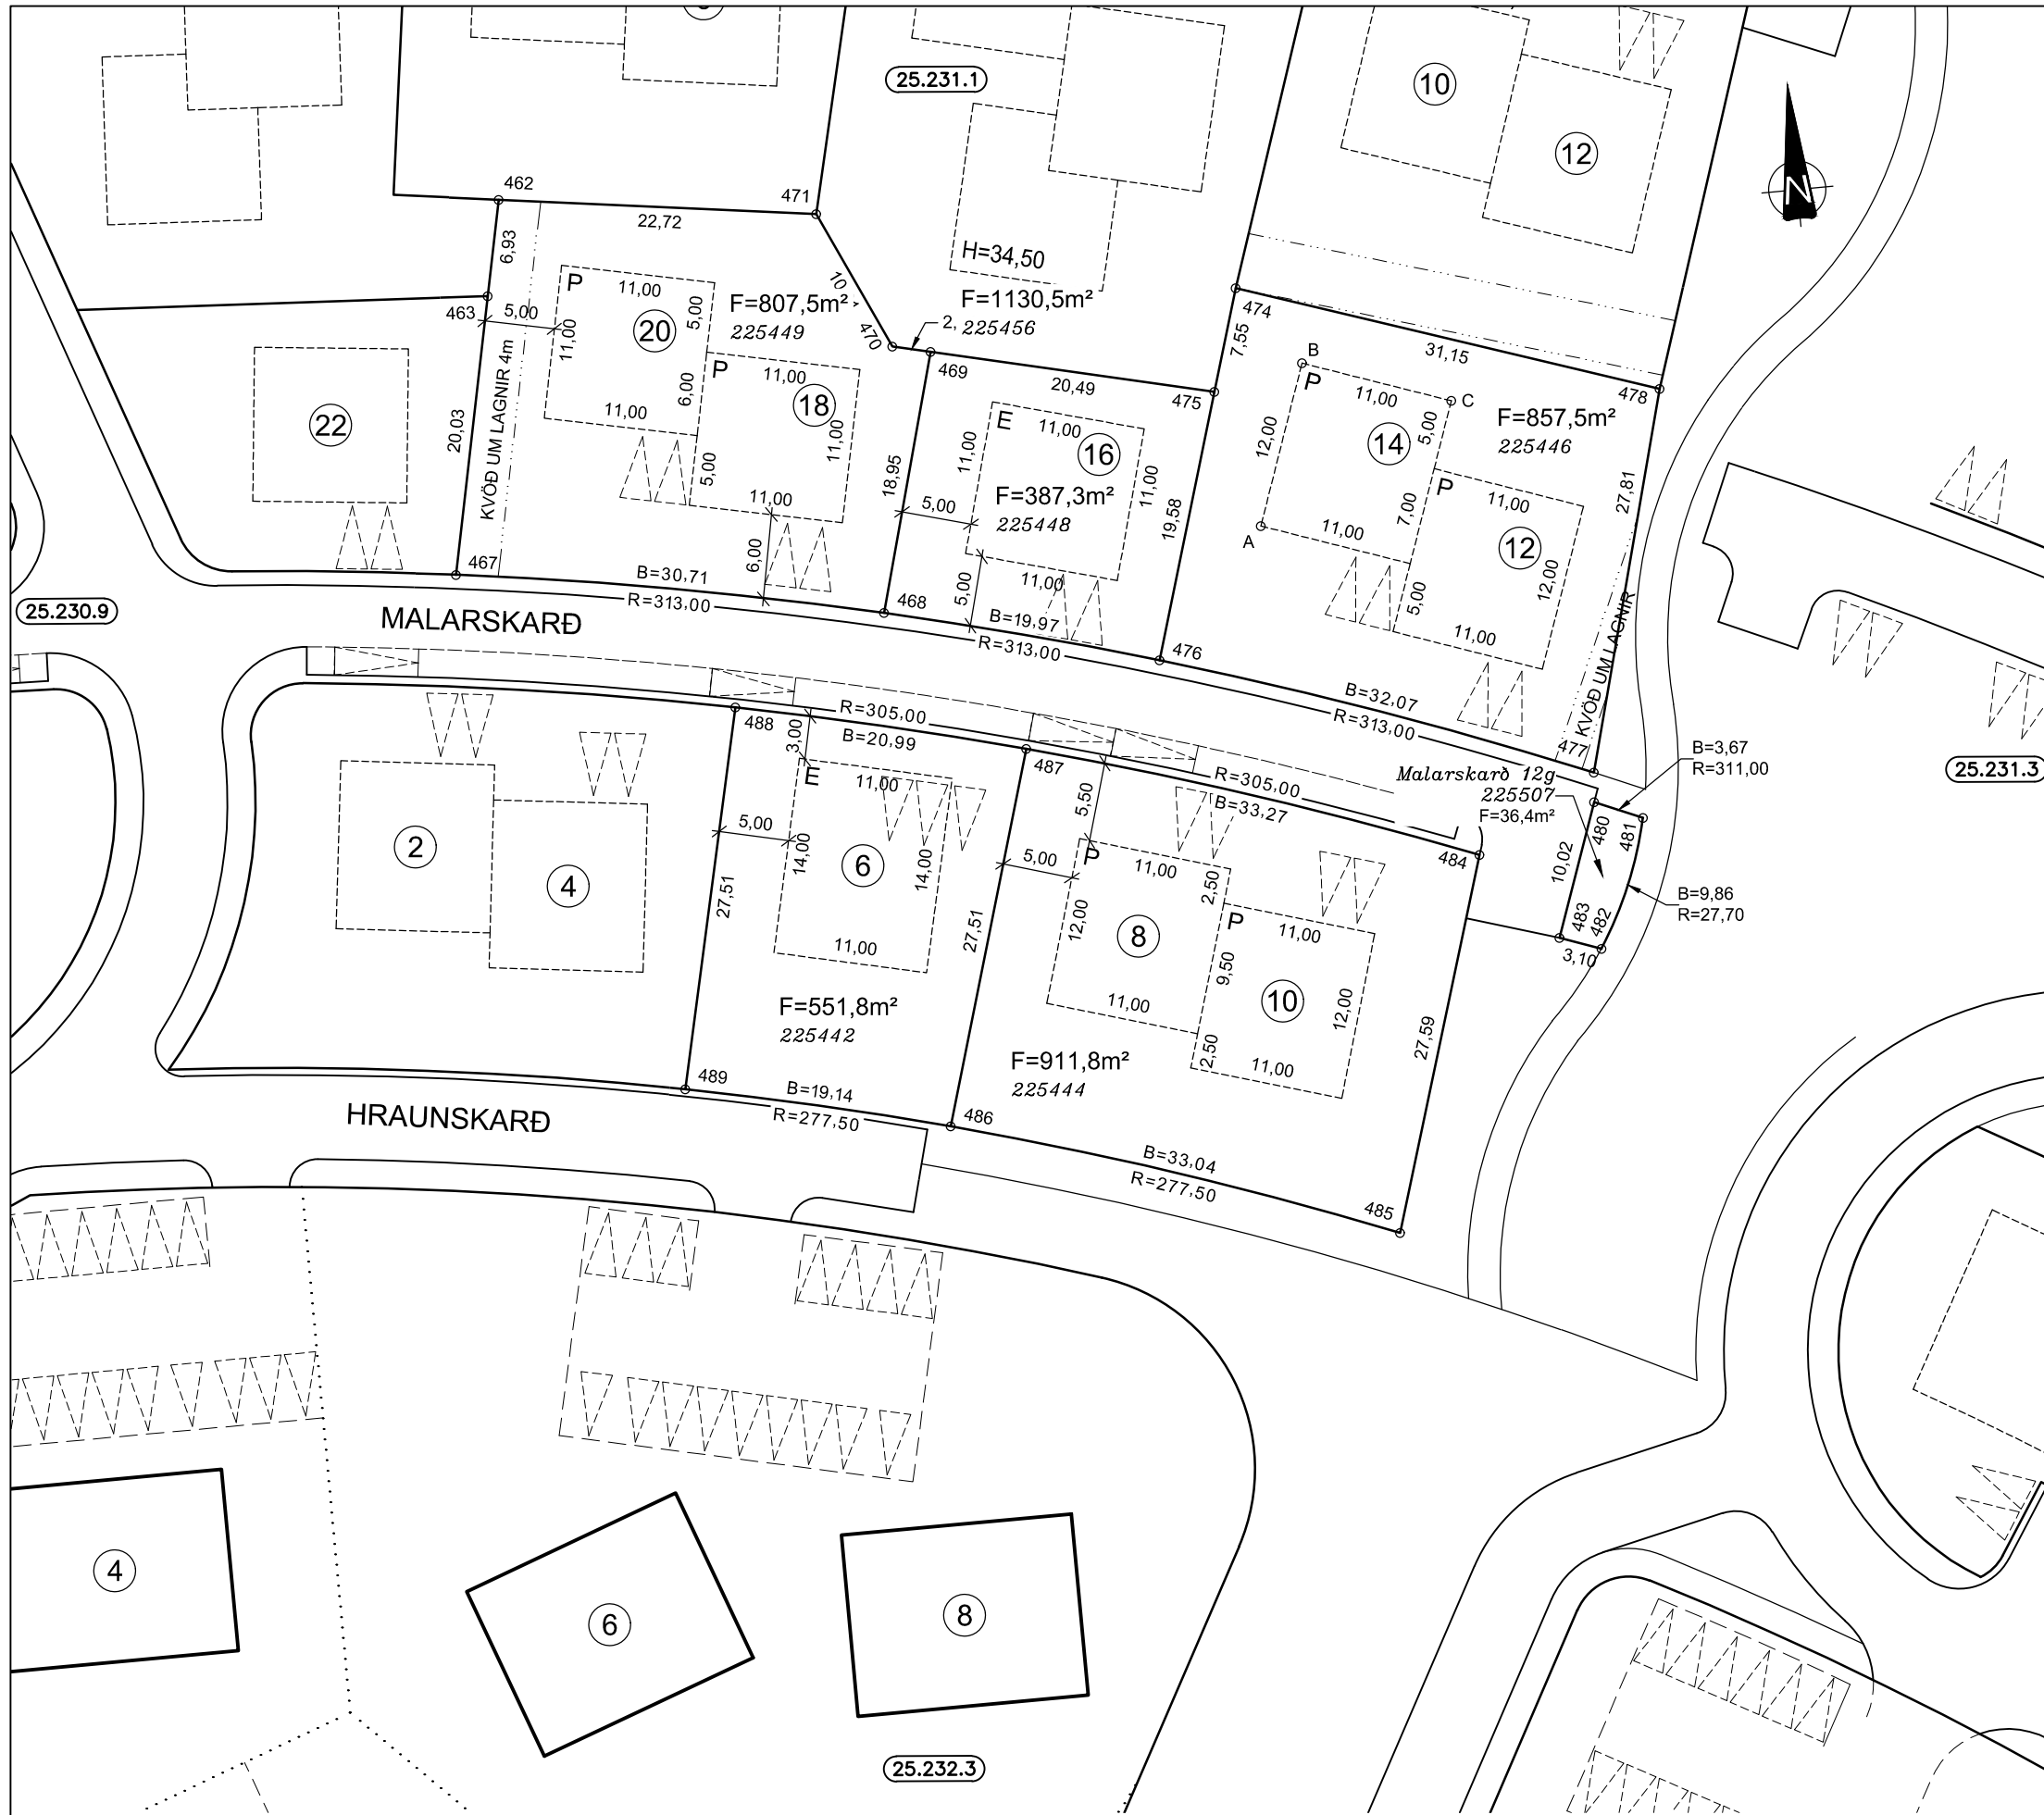 25.231.1
10
12
N
462
471
22,72
6,93
H=34,50
F=1130,5m²
225456
2,
10
470
463
5,00
P
11,00
5,00
20
11,00
F=807,5m²
225449
6,00
11,00
P
11,00
18
11,00
5,00
11,00
6,00
22
20,03
KVÖÐ UM LAGNIR 4m
467
B=30,71
R=313,00
468
18,95
469
20,49
475
474
7,55
31,15
478
E
11,00
16
11,00
11,00
F=387,3m²
225448
5,00
11,00
5,00
19,58
B=19,97
R=313,00
476
B
P
11,00
C
5,00
14
12,00
A
11,00
7,00
F=857,5m²
225446
P
11,00
12
12,00
5,00
11,00
27,81
KVÖÐ UM LAGNIR
B=32,07
R=313,00
477
25.230.9
MALARSKARÐ
B=3,67
R=311,00
25.231.3
Malarskarð 12g
225507
F=36,4m²
480
481
10,02
483
482
3,10
B=9,86
R=27,70
488
3,00
R=305,00
B=20,99
487
R=305,00
B=33,27
484
2
4
5,00
E
11,00
14,00
6
14,00
11,00
27,51
F=551,8m²
225442
27,51
5,50
5,00
P
11,00
2,50
12,00
8
11,00
P
11,00
9,50
10
12,00
2,50
11,00
27,59
F=911,8m²
225444
489
B=19,14
R=277,50
486
B=33,04
R=277,50
485
HRAUNSKARÐ
4
6
8
25.232.3